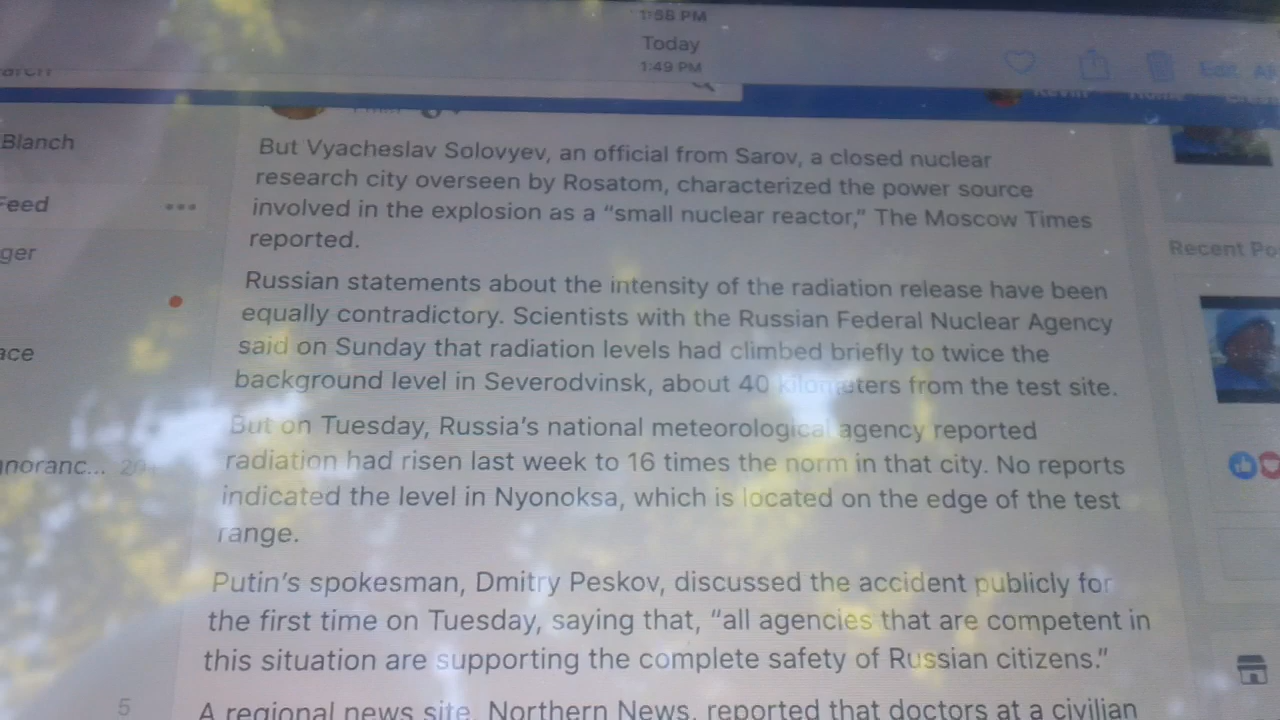 1:58 PM
Today
1:49 PM
Edit
Blanch
Feed
ger
ace
Recent Po
But Vyacheslav Solovyev, an official from Sarov, a closed nuclear
research city overseen by Rosatom, characterized the power source
involved in the explosion as a “small nuclear reactor,” The Moscow Times
reported.
Russian statements about the intensity of the radiation release have been
equally contradictory. Scientists with the Russian Federal Nuclear Agency
said on Sunday that radiation levels had climbed briefly to twice the
background level in Severodvinsk, about 40 kilometers from the test site.
But on Tuesday, Russia’s national meteorological agency reported
radiation had risen last week to 16 times the norm in that city. No reports
indicated the level in Nyonoksa, which is located on the edge of the test
range.
Putin’s spokesman, Dmitry Peskov, discussed the accident publicly for
the first time on Tuesday, saying that, “all agencies that are competent in
this situation are supporting the complete safety of Russian citizens.”
5
A regional news site, Northern News, reported that doctors at a civilian